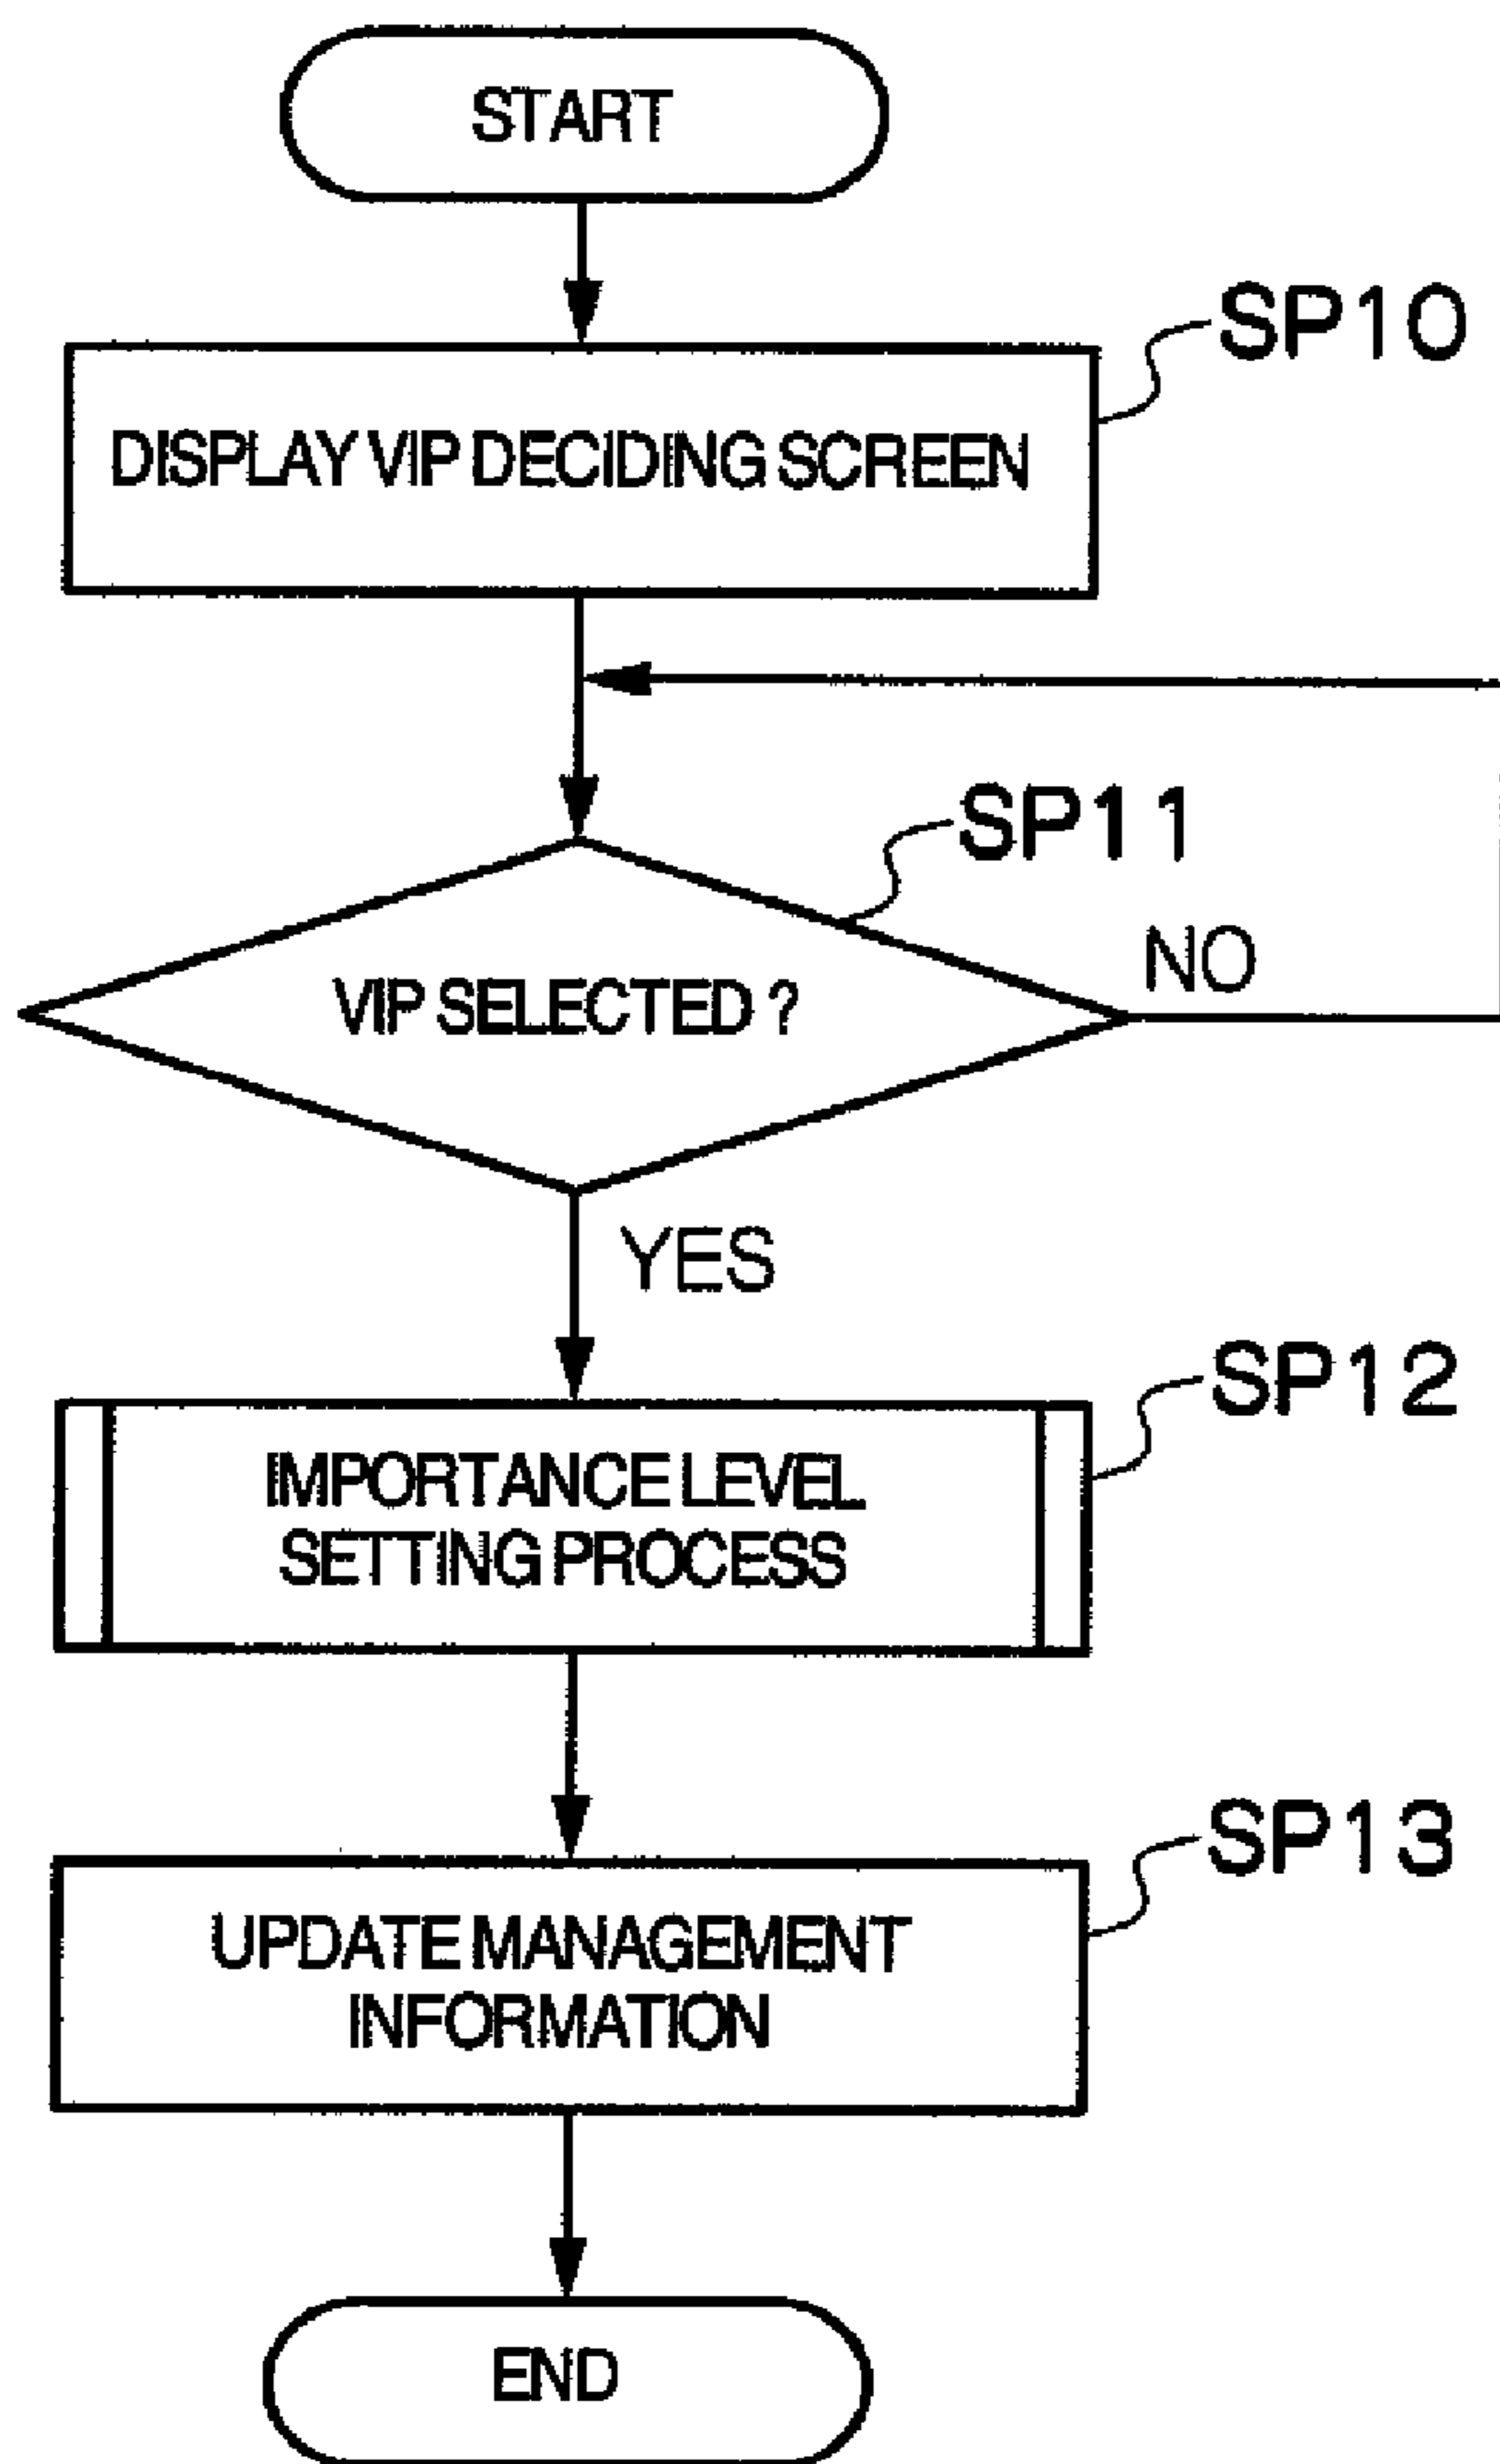 START
SP10
DISPLAY VIP DECIDING SCREEN
SP11
NO
VIP SELECTED ?
YES
SP12
IMPORTANCE LEVEL
SETTING PROCESS
SP13
UPDATE MANAGEMENT
INFORMATION
END